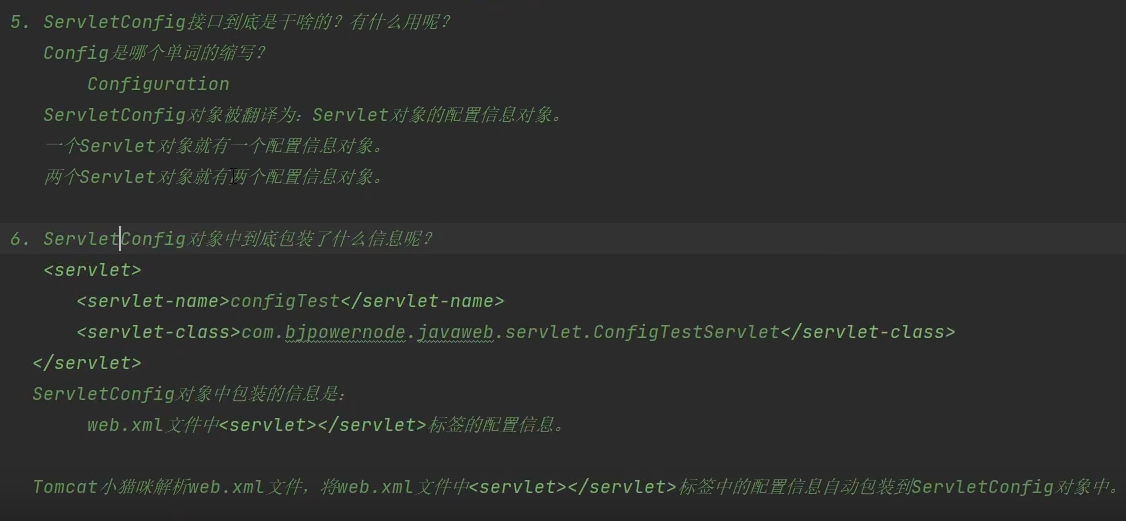 5. ServletConfig接口到底是干啥的？有什么用呢？
Config是哪个单词的缩写？
Configuration
ServletConfig对象被翻译为：Servlet对象的配置信息对象。
一个Servlet对象就有一个配置信息对象。
两个Servlet对象就有两个配置信息对象。
6. ServletConfig对象中到底包装了什么信息呢？
<servlet>
<servlet-name>configTest</servlet-name>
<servlet-class>com.bjpowernode.javaweb.servlet.ConfigTestServlet</servlet-class>
</servlet>
ServletConfig对象中包装的信息是：
web.xml文件中<servlet></servlet>标签的配置信息。
Tomcat小猫咪解析web.xml文件，将web.xml文件中<servlet></servlet>标签中的配置信息自动包装到ServletConfig对象中。